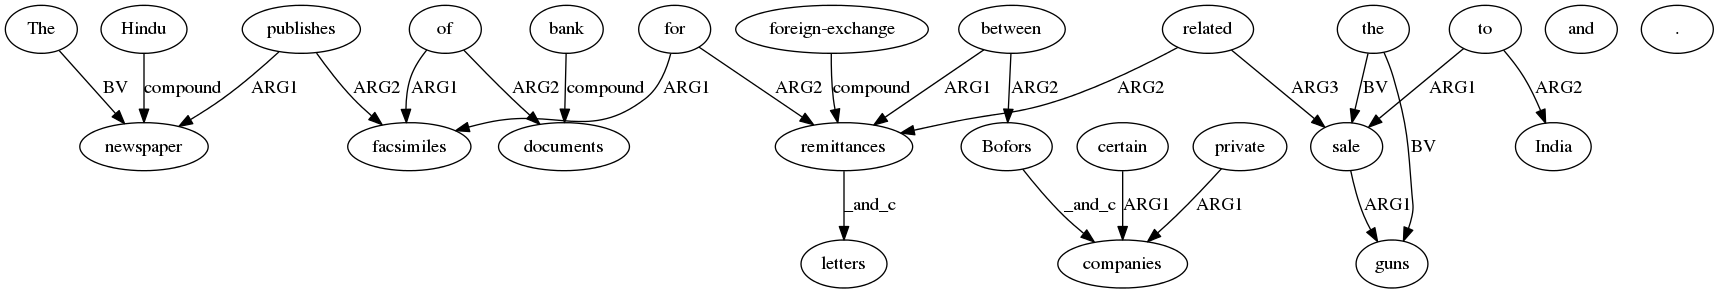 The Hindu publishes of bank for foreign-exchange between related the to and .
BV compound ARG1 ARG2 ARG1 ARG2 compound ARG1 ARG2 compound ARG1 ARG2 ARG2 ARG3 BV ARG1 ARG2
newspaper facsimiles documents remittances Bofors certain private sale BV India
_and_c _and_c ARG1 ARG1 ARG1
letters companies guns